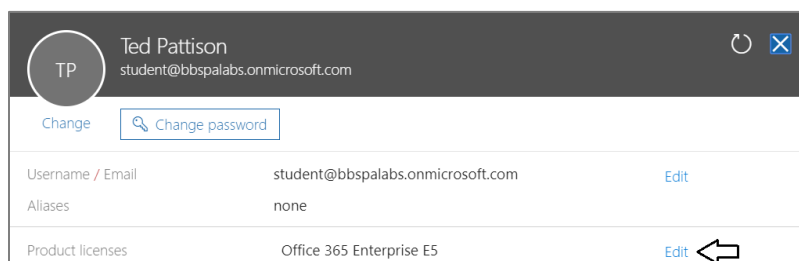 Ted Pattison
TP
student@bbspalabs.onmicrosoft.com
Change
Change password
Username / Email
student@bbspalabs.onmicrosoft.com
Edit
Aliases
none
Product licenses
Office 365 Enterprise E5
Edit